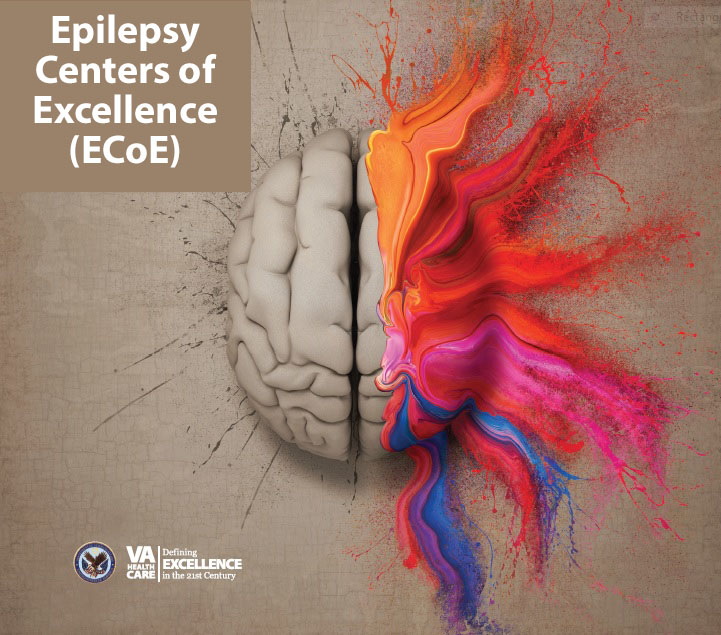 Epilepsy
Centers of
Excellence
(ECoE)
VA
HEALTH
CARE
Defining
EXCELLENCE
in the 21st Century